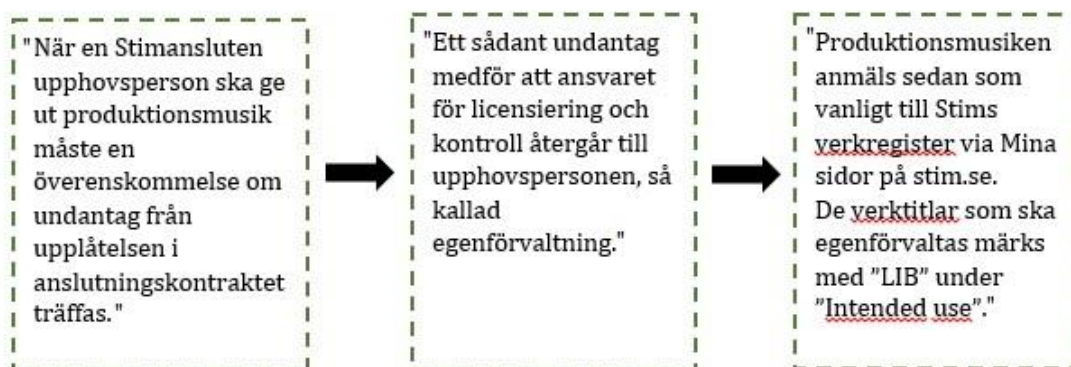 "När en Stimansluten
upphovsperson ska ge
ut produktionsmusik
måste en
överenskommelse om
undantag från
upplåtelsen i
anslutningskontraktet
träffas."
"Ett sådant undantag
medför att ansvaret
för licensiering och
kontroll återgår till
upphovspersonen, så
kallad
egenförvaltning."
"Produktionsmusiken
anmäls sedan som
vanligt till Stims
verkregister via Mina
sidor på stim.se.
De verktitlar som ska
egenförvaltas märks
med ”LIB” under
”Intended use”."